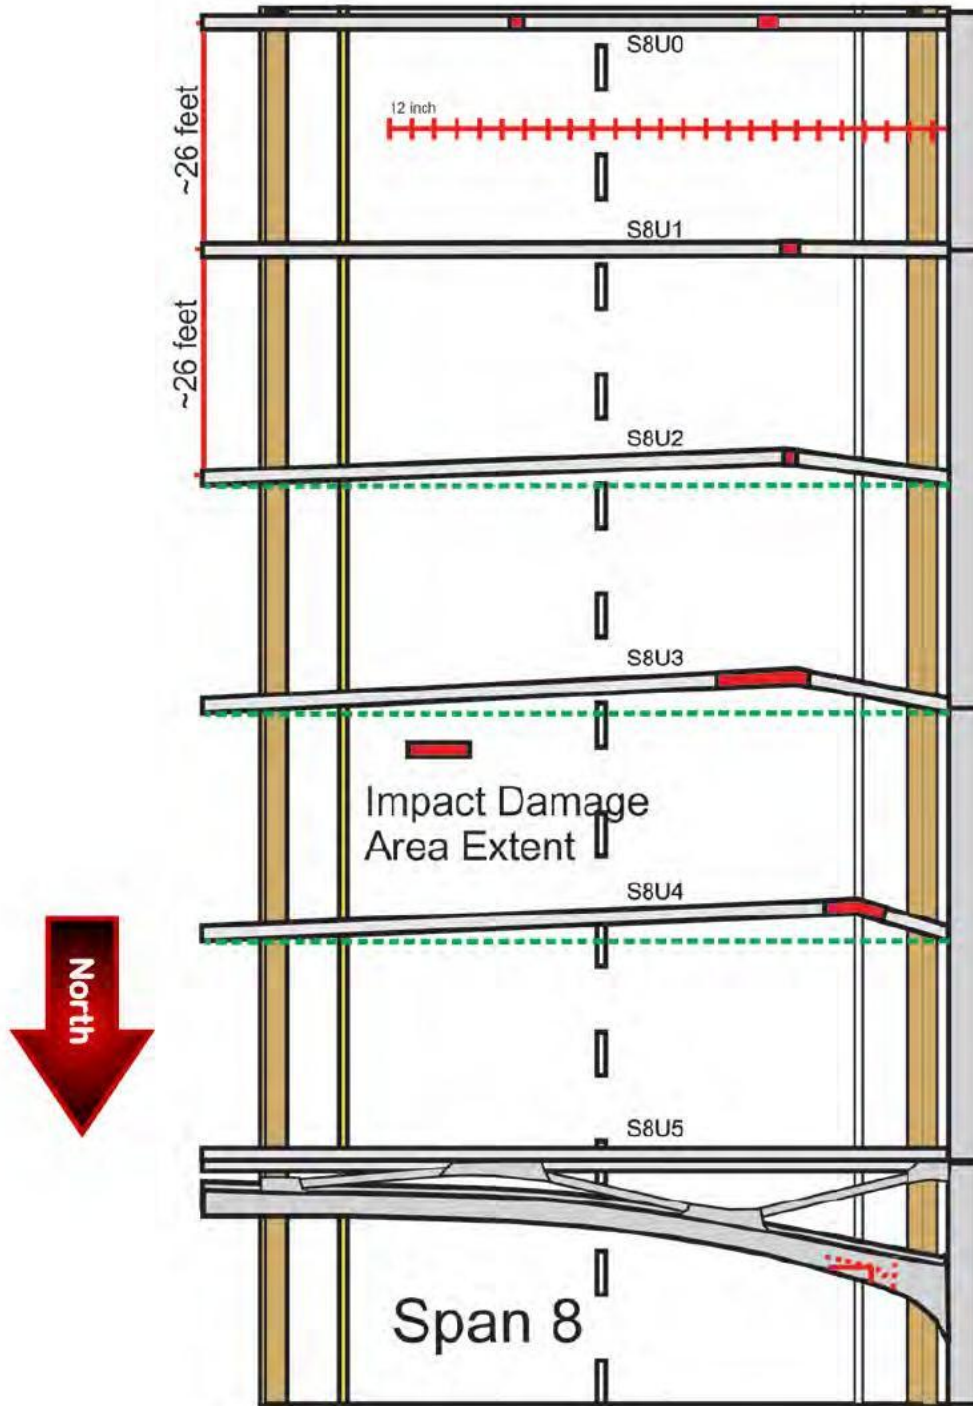 S8U0
12 inch
~26 feet
S8U1
~26 feet
S8U2
S8U3
Impact Damage
Area Extent
S8U4
North
S8U5
Span 8